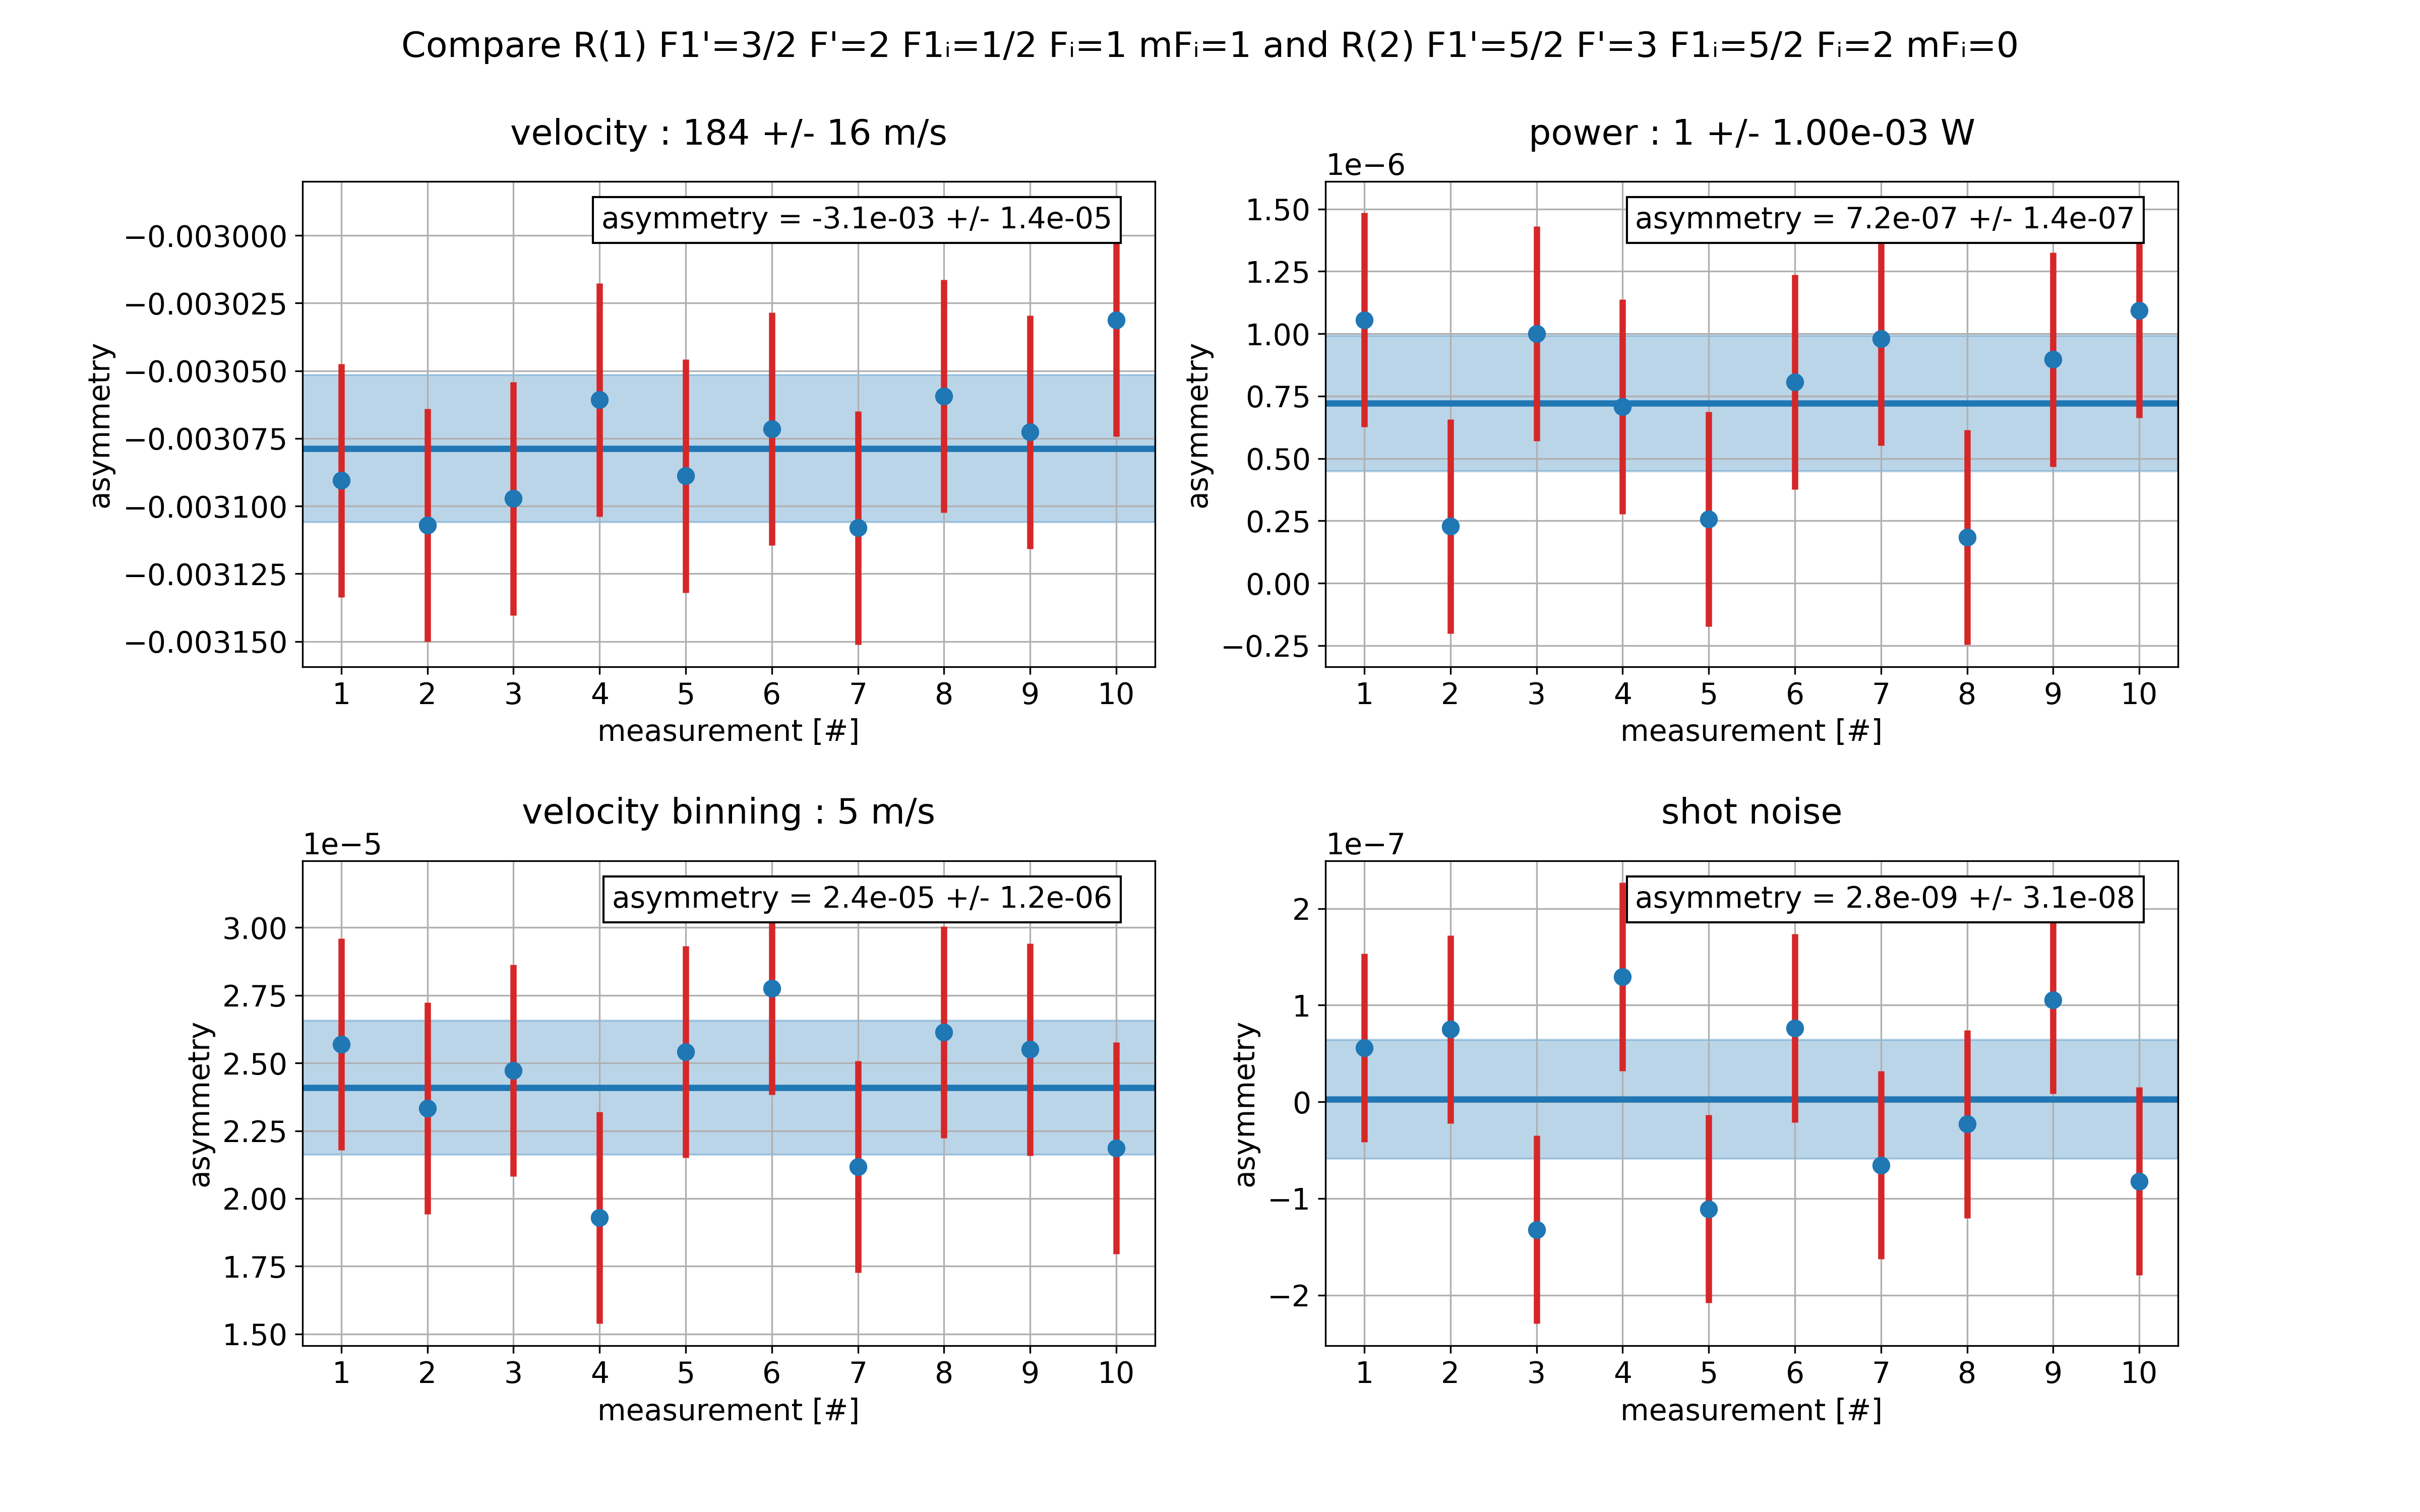 Compare R(1) F1'=3/2 F'=2 F1ᵢ=1/2 Fᵢ=1 mFᵢ=1 and R(2) F1'=5/2 F'=3 F1ᵢ=5/2 Fᵢ=2 mFᵢ=0
velocity : 184 +/- 16 m/s
asymmetry = -3.1e-03 +/- 1.4e-05
−0.003000
−0.003025
−0.003050
−0.003075
−0.003100
−0.003125
−0.003150
asymmetry
1 2 3 4 5 6 7 8 9 10
measurement [#]
power : 1 +/- 1.00e-03 W
1e−6
asymmetry = 7.2e-07 +/- 1.4e-07
1.50
1.25
1.00
0.75
0.50
0.25
0.00
−0.25
asymmetry
1 2 3 4 5 6 7 8 9 10
measurement [#]
velocity binning : 5 m/s
1e−5
asymmetry = 2.4e-05 +/- 1.2e-06
3.00
2.75
2.50
2.25
2.00
1.75
1.50
asymmetry
1 2 3 4 5 6 7 8 9 10
measurement [#]
shot noise
1e−7
asymmetry = 2.8e-09 +/- 3.1e-08
2
1
0
−1
−2
asymmetry
1 2 3 4 5 6 7 8 9 10
measurement [#]